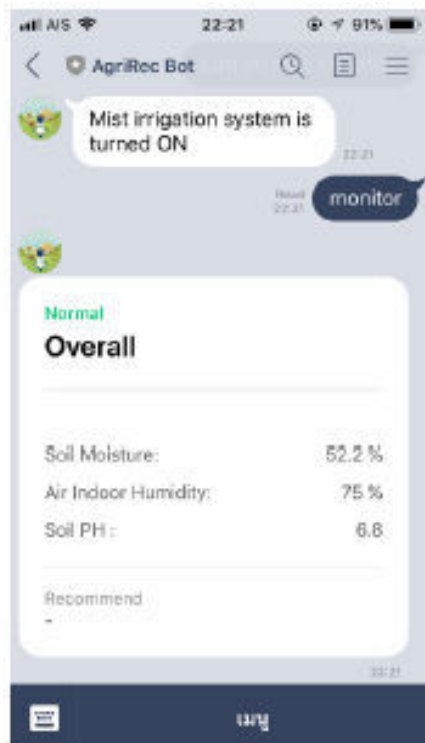 AIS 22:21 91%
AgriRec Bot
Mist irrigation system is
turned ON
22:21
Read
22:21
monitor
Normal
Overall
Soil Moisture: 52.2 %
Air Indoor Humidity: 75 %
Soil PH : 6.8
Recommend
-
22:21
เมนู